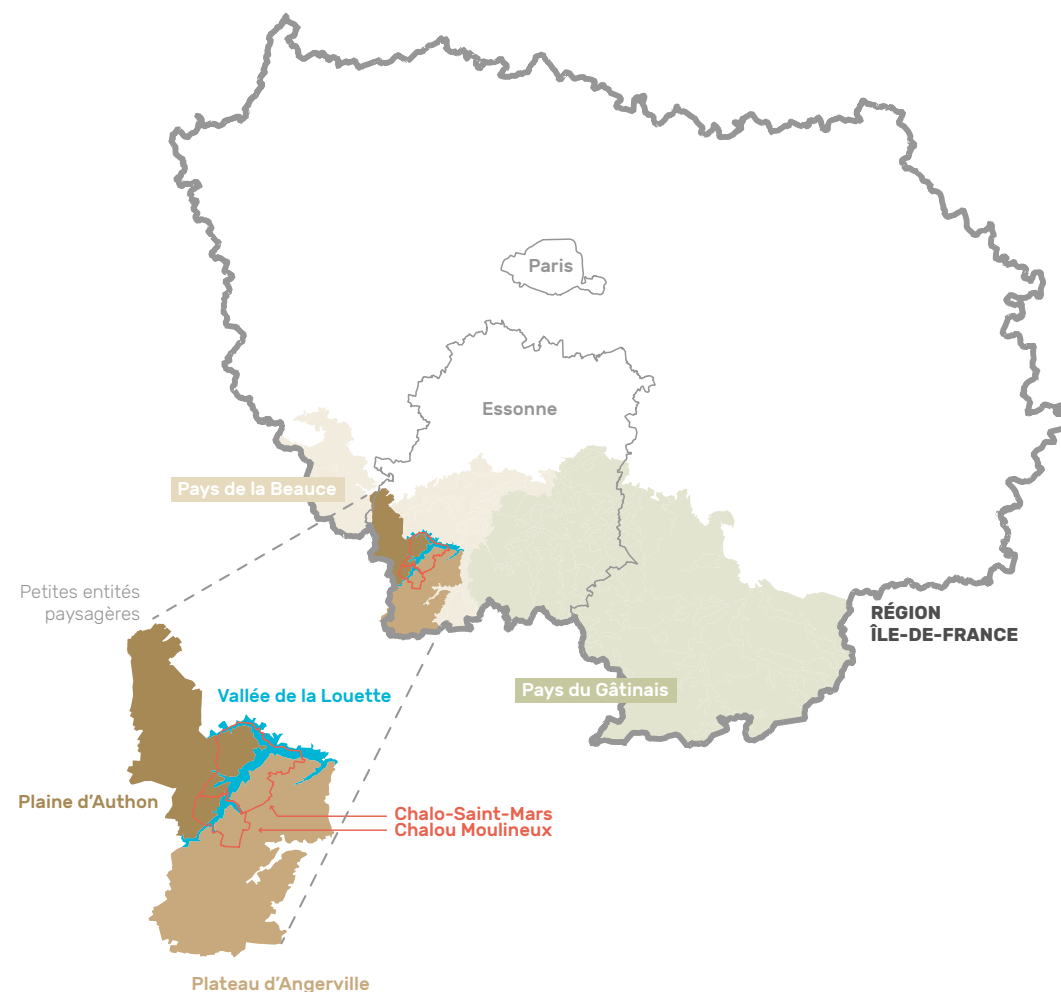 Paris
Essonne
Pays de la Beauce
Petites entités
paysagères
RÉGION
ÎLE-DE-FRANCE
Pays du Gâtinais
Vallée de la Louette
Plaine d'Authon
Chalo-Saint-Mars
Chalou Moulineux
Plateau d'Angerville